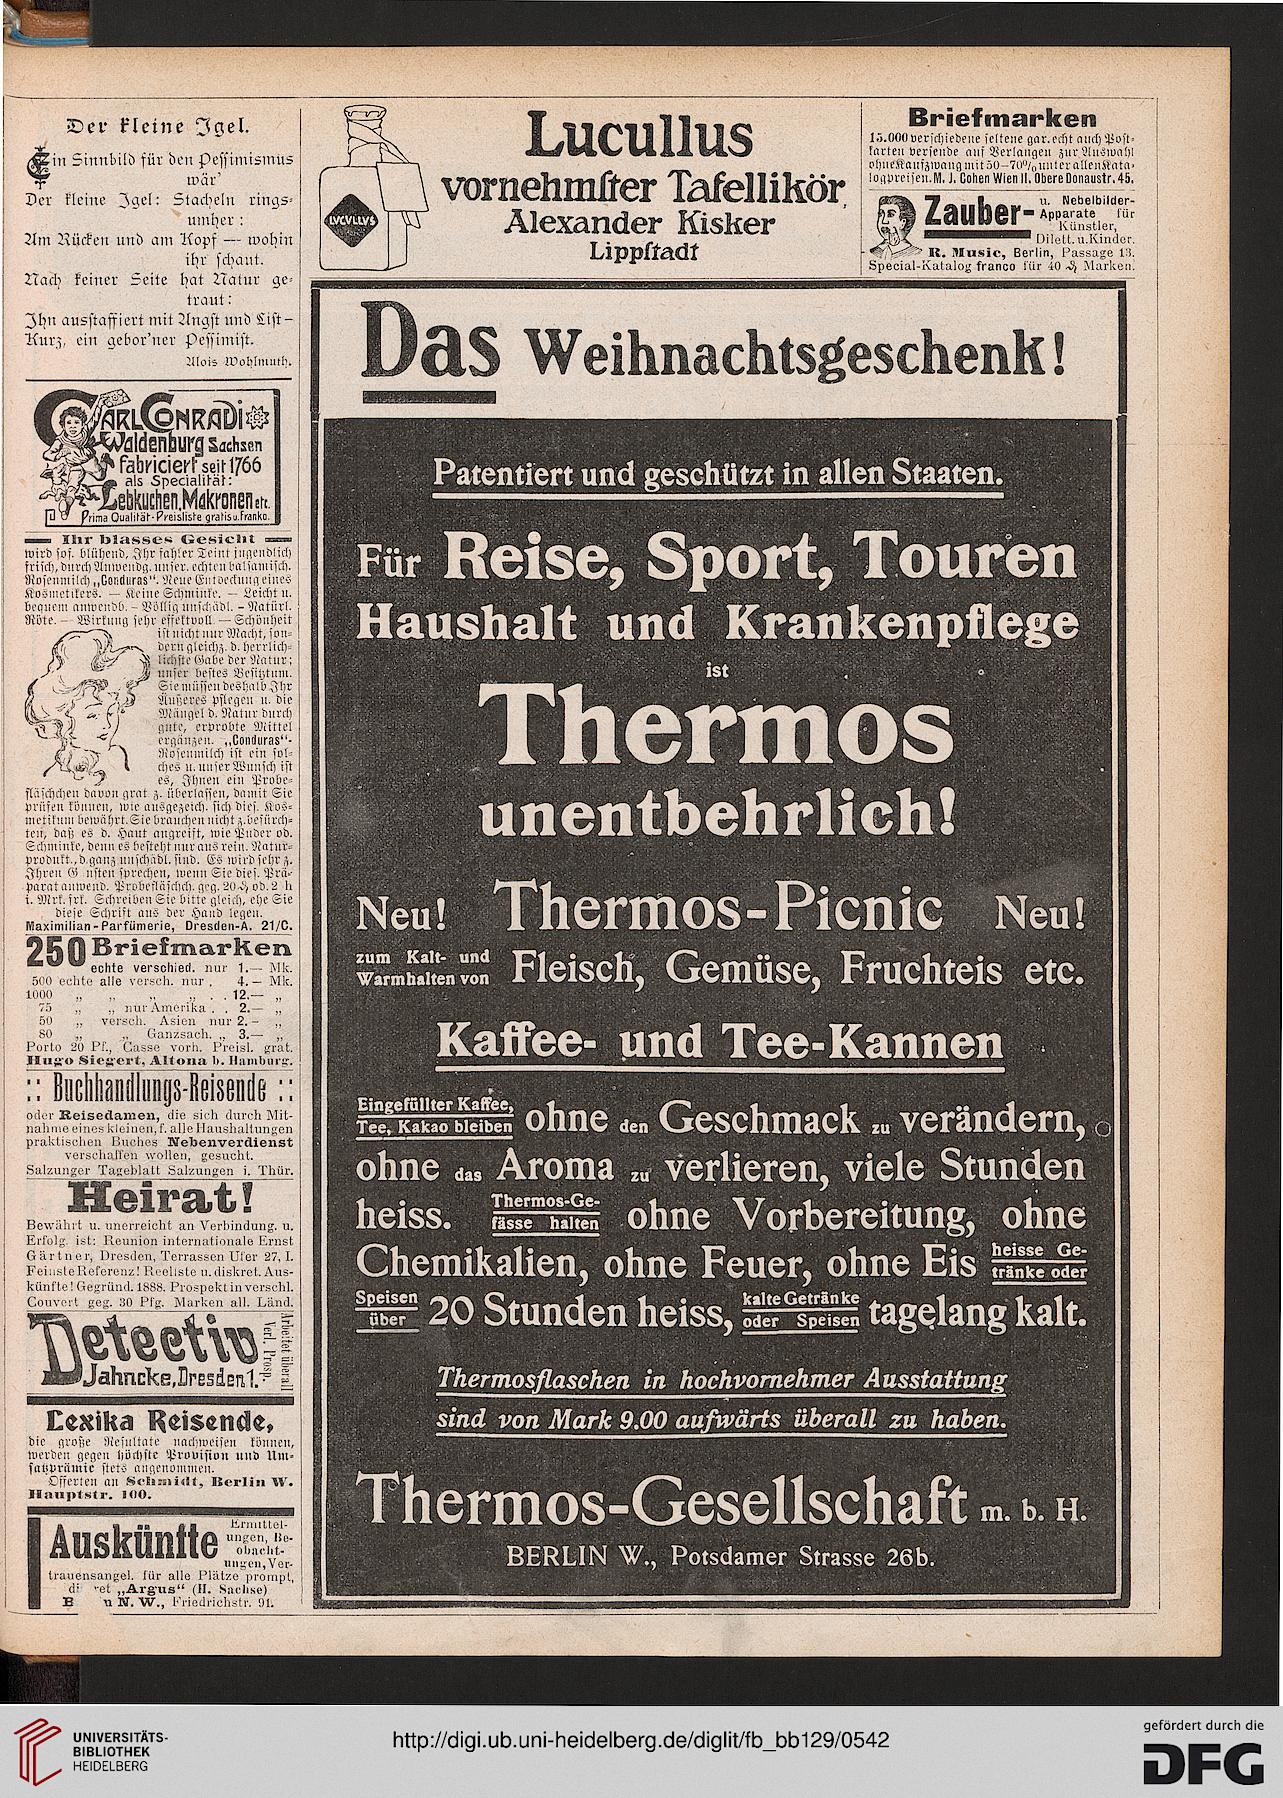 Der kleine Igel.
Ein Sinnbild für den Pessimismus
wär'
Der kleine Igel: Stacheln rings-
umher:
Am Rücken und am Kopf — wohin
ihr schaut.
Nach keiner Seite hat Natur ge-
traut:
Ihn ausstaffiert mit Angst und List –
Kurz, ein gebor'ner Pessimist.
Alois Wohlmuth.
CARL CONRADI
Waldenburg Sachsen
fabriciert seit 1766
als Specialität:
Lebkuchen, Makronen etc.
Prima Qualität-Preisliste gratis u. franko.
Ihr blasses Gesicht
wird sof. blühend, Ihr fahler Teint jugendlich
frisch, durch Anwendg. unser. echten balsamisch.
Rosenmilch „Conduras". Neue Entdeckung eines
Kosmetikers. — Keine Schminke. — Leicht u.
bequem anwendb. – Völlig unschädl. – Natürl.
Röte. — Wirkung sehr effektvoll. — Schönheit
ist nicht nur Macht, son-
dern gleichz. d. herrlich-
lichste Gabe der Natur;
unser bestes Besitztum.
Sie müssen deshalb Ihr
Äußeres pflegen u. die
Mängel d. Natur durch
gute, erprobte Mittel
ergänzen. „Conduras"-
Rosenmilch ist ein sol-
ches u. unser Wunsch ist
es, Ihnen ein Probe-
fläschchen davon grat. z. überlassen, damit Sie
prüfen können, wie ausgezeich. sich dies. Kos-
metikum bewährt. Sie brauchen nicht z. befürch-
ten, daß es d. Haut angreift, wie Puder od.
Schminke, denn es besteht nur aus rein. Natur-
produkt., d. ganz unschädl. sind. Es wird sehr z.
Ihren G nsten sprechen, wenn Sie dies. Prä-
parat anwend. Probefläschch. geg. 20 ₰ od. 2 h
i. Mrk. frk. Schreiben Sie bitte gleich, ehe Sie
diese Schrift aus der Hand legen.
Maximilian-Parfümerie, Dresden-A. 21/C.
250 Briefmarken
echte verschied. nur 1.— Mk.
500 echte alle versch. nur . 4.— Mk.
1000 „ „ „ „ . . 12.— „
75 „ „ nur Amerika . . 2.— „
50 „ versch. Asien nur 2.– „
80 „ „ Ganzsach. „ 3.— „
Porto 20 Pf., Casse vorh. Preisl. grat.
Hugo Siegert, Altona b. Hamburg.
:: Buchhandlungs-Reisende ::
oder Reisedamen, die sich durch Mit-
nahme eines kleinen, f. alle Haushaltungen
praktischen Buches Nebenverdienst
verschaffen wollen, gesucht.
Salzunger Tageblatt Salzungen i. Thür.
Heirat!
Bewährt u. unerreicht an Verbindung. u.
Erfolg. ist: Reunion internationale Ernst
Gärtner, Dresden, Terrassen Ufer 27, I.
Feinste Referenz! Reellste u. diskret. Aus-
künfte! Gegründ. 1888. Prospekt in verschl.
Couvert geg. 30 Pfg. Marken all. Länd.
Detectiv
Jahncke, Dresden 1.
Verl. Prosp.
Arbeitet überall
Lexika Reisende,
die große Resultate nachweisen können,
werden gegen höchste Provision und Um-
satzprämie stets angenommen.
Offerten an Schmidt, Berlin W.
Hauptstr. 100.
Auskünfte
Ermittel-
ungen, Be-
obacht-
ungen, Ver-
trauensangel. für alle Plätze prompt,
„Argus" (H. Sachse)
N. W., Friedrichstr. 91.
LVCVLLVS
Lucullus
vornehmster Tafellikör,
Alexander Kisker
Lippstadt
Briefmarken
15.000 verschiedene seltene gar. echt auch Post-
karten versende auf Verlangen zur Auswahl
ohne Kaufzwang mit 50–70% unter allen Kata-
logpreisen. M. J. Cohen Wien II, Obere Donaustr. 45.
Zauber-
u. Nebelbilder-
Apparate für
Künstler,
Dilett. u. Kinder.
R. Music, Berlin, Passage 13.
Special-Katalog franco für 40 ₰ Marken.
Das Weihnachtsgeschenk!
Patentiert und geschützt in allen Staaten.
Für Reise, Sport, Touren
Haushalt und Krankenpflege
ist
Thermos
unentbehrlich!
Neu! Thermos-Picnic Neu!
zum Kalt- und
Warmhalten von Fleisch, Gemüse, Fruchteis etc.
Kaffee- und Tee-Kannen
Eingefüllter Kaffee,
Tee, Kakao bleiben ohne den Geschmack zu verändern,
ohne das Aroma zu verlieren, viele Stunden
heiss. Thermos-Ge-
fässe halten ohne Vorbereitung, ohne
Chemikalien, ohne Feuer, ohne Eis heisse Ge-
tränke oder
Speisen
über 20 Stunden heiss, kalte Getränke
oder Speisen tagelang kalt.
Thermosflaschen in hochvornehmer Ausstattung
sind von Mark 9.00 aufwärts überall zu haben.
Thermos-Gesellschaft m. b. H.
BERLIN W., Potsdamer Strasse 26b.
UNIVERSITÄTS-
BIBLIOTHEK
HEIDELBERG
http://digi.ub.uni-heidelberg.de/diglit/fb_bb129/0542
gefördert durch die
DFG